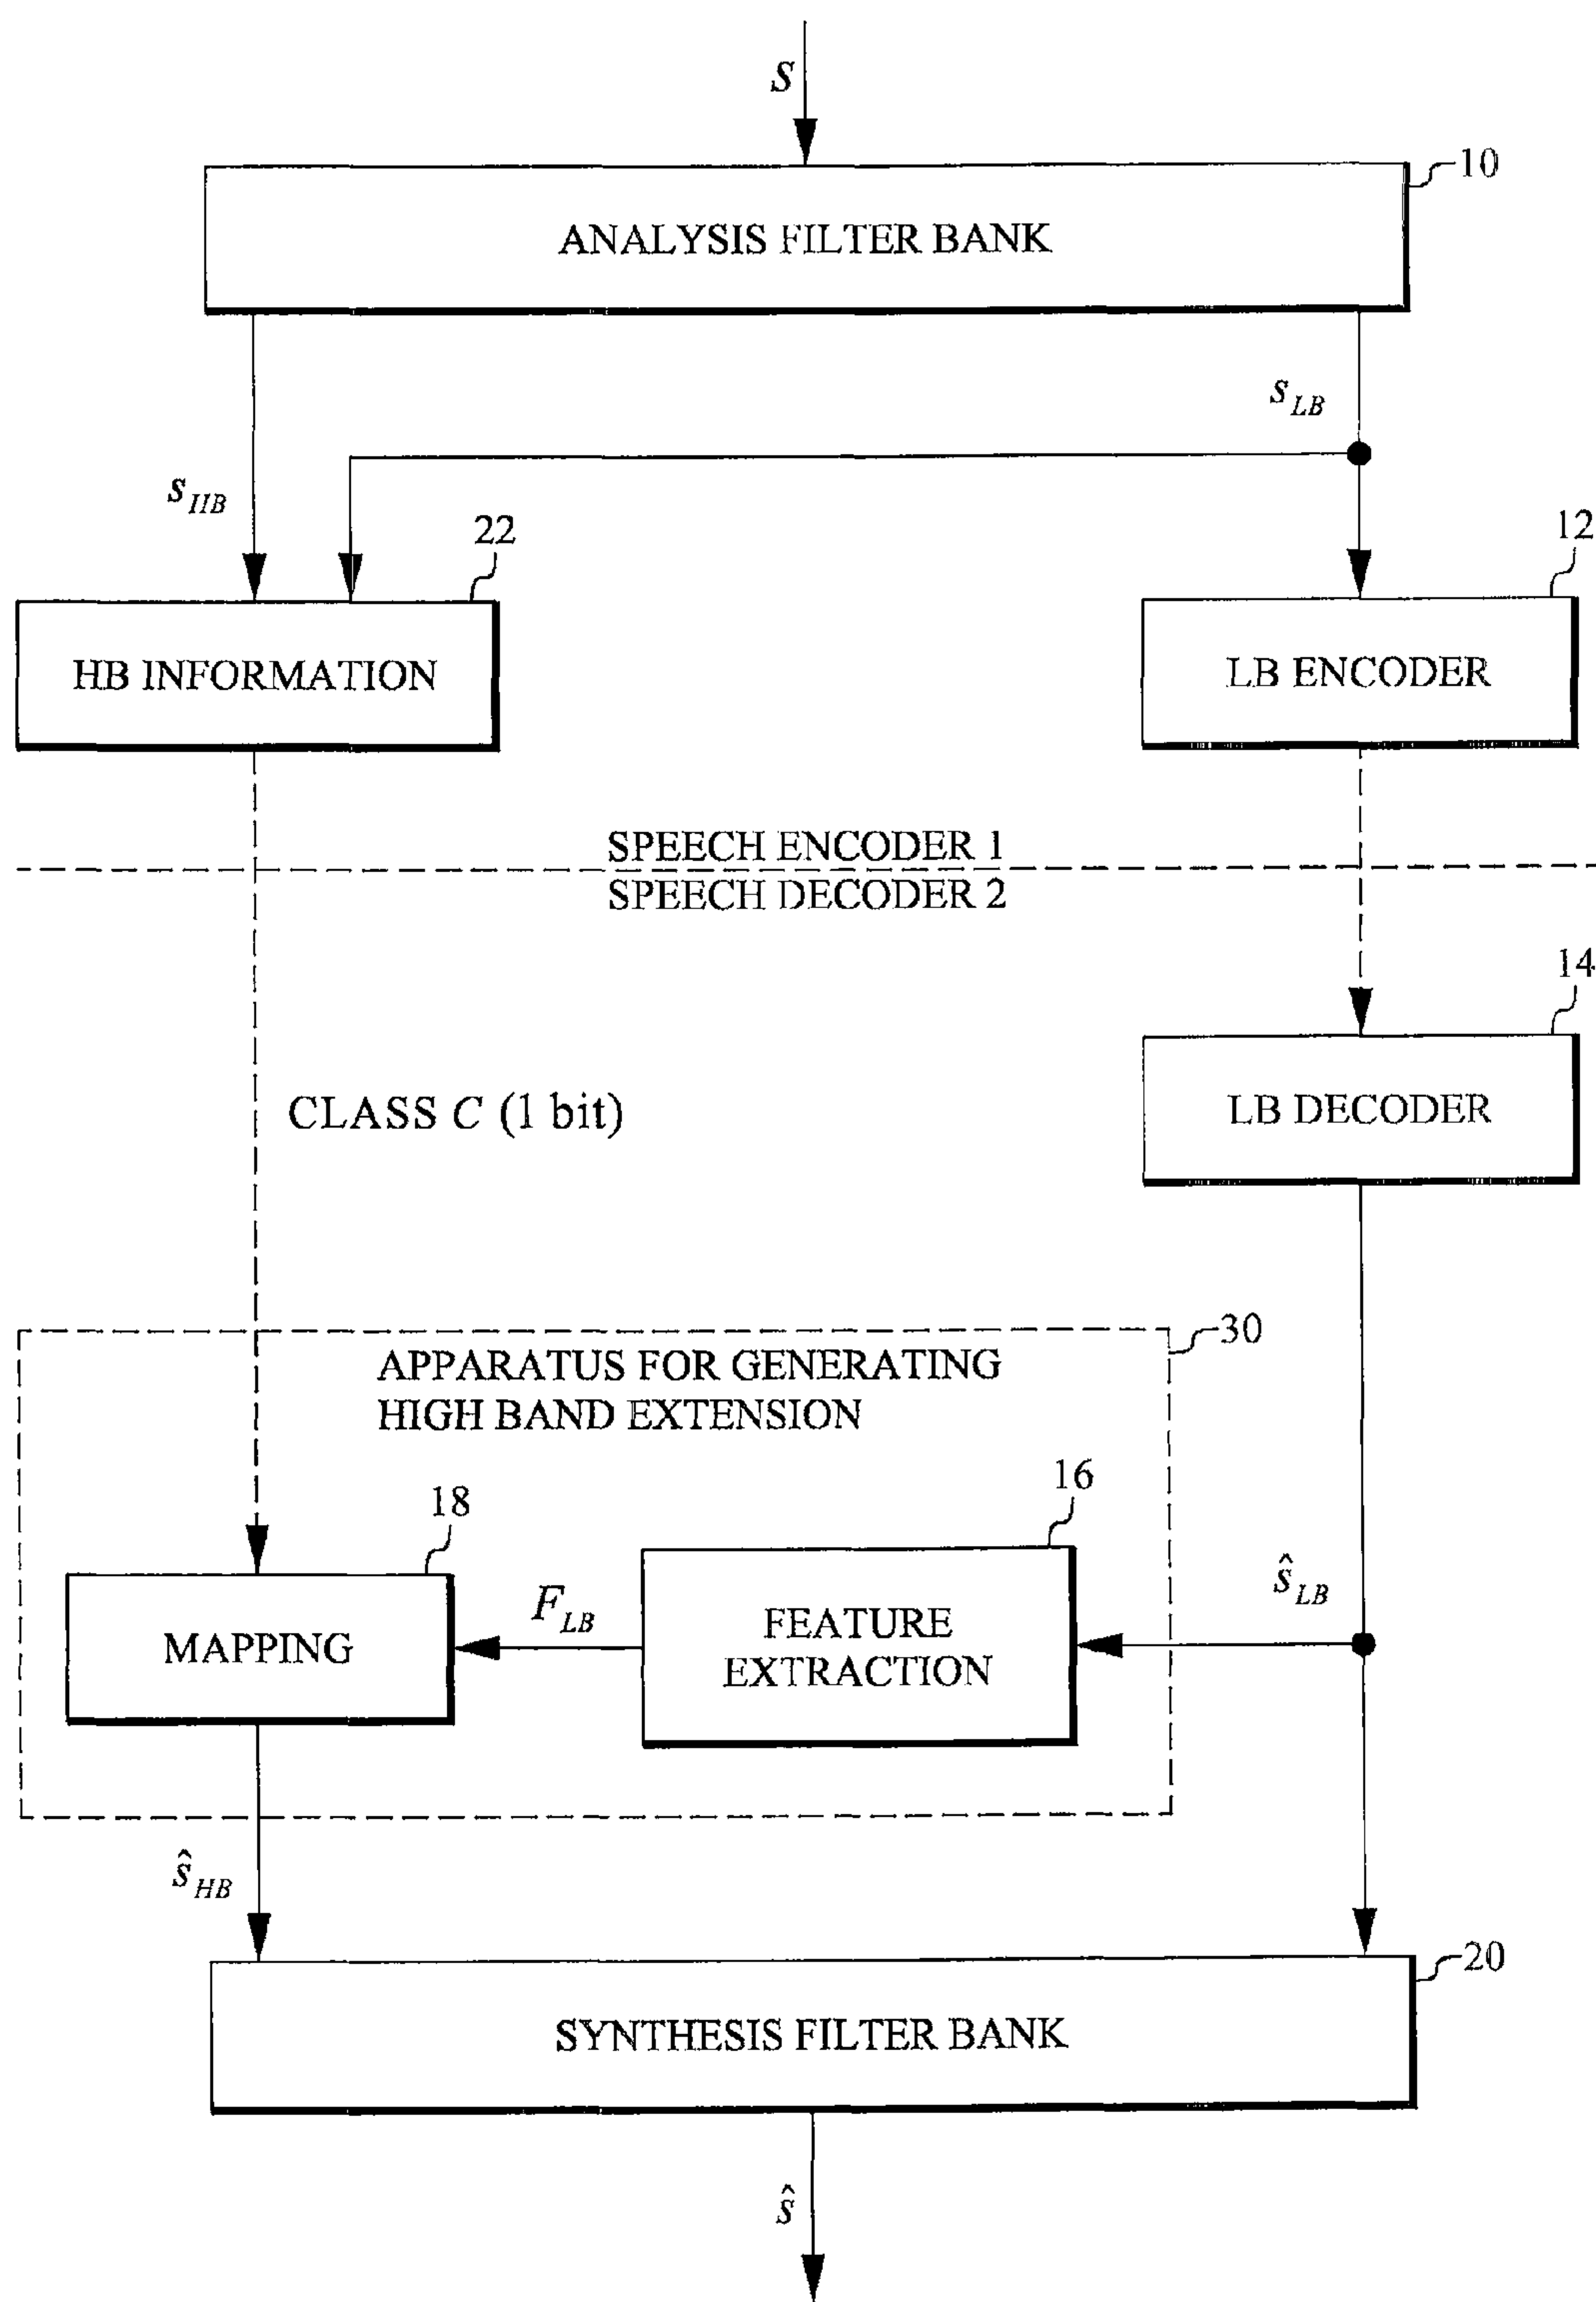 s
10
ANALYSIS FILTER BANK
s_LB
s_HB
22
12
HB INFORMATION
LB ENCODER
SPEECH ENCODER 1
SPEECH DECODER 2
14
CLASS C (1 bit)
LB DECODER
30
APPARATUS FOR GENERATING
HIGH BAND EXTENSION
16
18
ŝ_LB
F_LB
FEATURE
EXTRACTION
MAPPING
ŝ_HB
20
SYNTHESIS FILTER BANK
ŝ